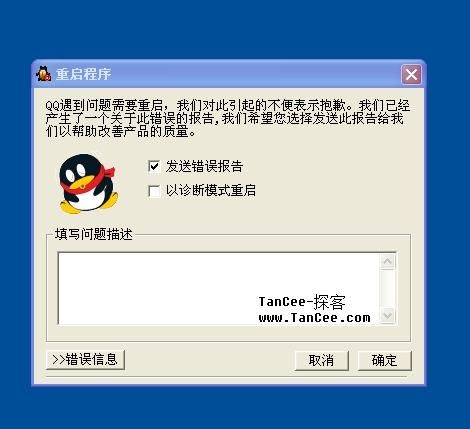 重启程序
QQ遇到问题需要重启，我们对此引起的不便表示抱歉。我们已经
产生了一个关于此错误的报告,我们希望您选择发送此报告给我
们以帮助改善产品的质量。
发送错误报告
以诊断模式重启
填写问题描述
TanCee-探客
www.TanCee.com
>>错误信息
取消
确定